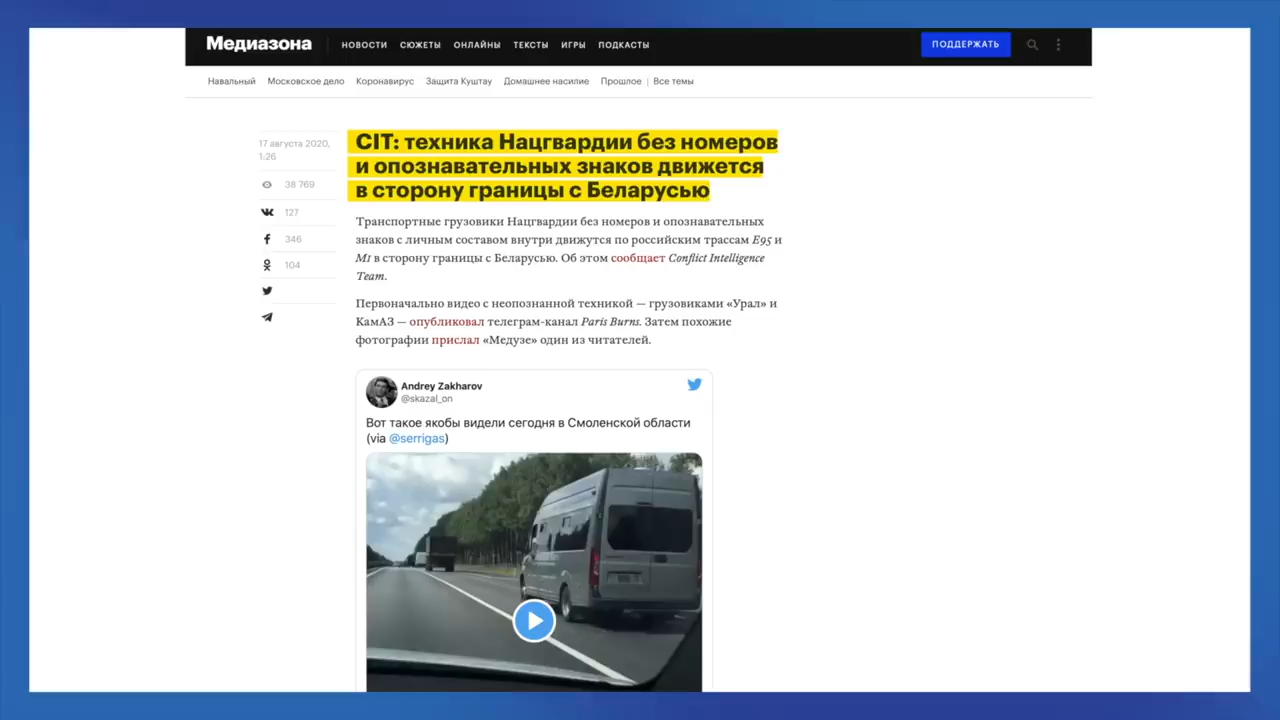 Медиазона
НОВОСТИ СЮЖЕТЫ ОНЛАЙНЫ ТЕКСТЫ ИГРЫ ПОДКАСТЫ
ПОДДЕРЖАТЬ
Навальный Московское дело Коронавирус Защита Куштау Домашнее насилие Прошлое | Все темы
17 августа 2020,
1:26
38 769
127
346
104
CIT: техника Нацгвардии без номеров
и опознавательных знаков движется
в сторону границы с Беларусью
Транспортные грузовики Нацгвардии без номеров и опознавательных
знаков с личным составом внутри движутся по российским трассам E95 и
M1 в сторону границы с Беларусью. Об этом сообщает Conflict Intelligence
Team.
Первоначально видео с неопознанной техникой — грузовиками «Урал» и
КамАЗ — опубликовал телеграм-канал Paris Burns. Затем похожие
фотографии прислал «Медузе» один из читателей.
Andrey Zakharov
@skazal_on
Вот такое якобы видели сегодня в Смоленской области
(via @serrigas)